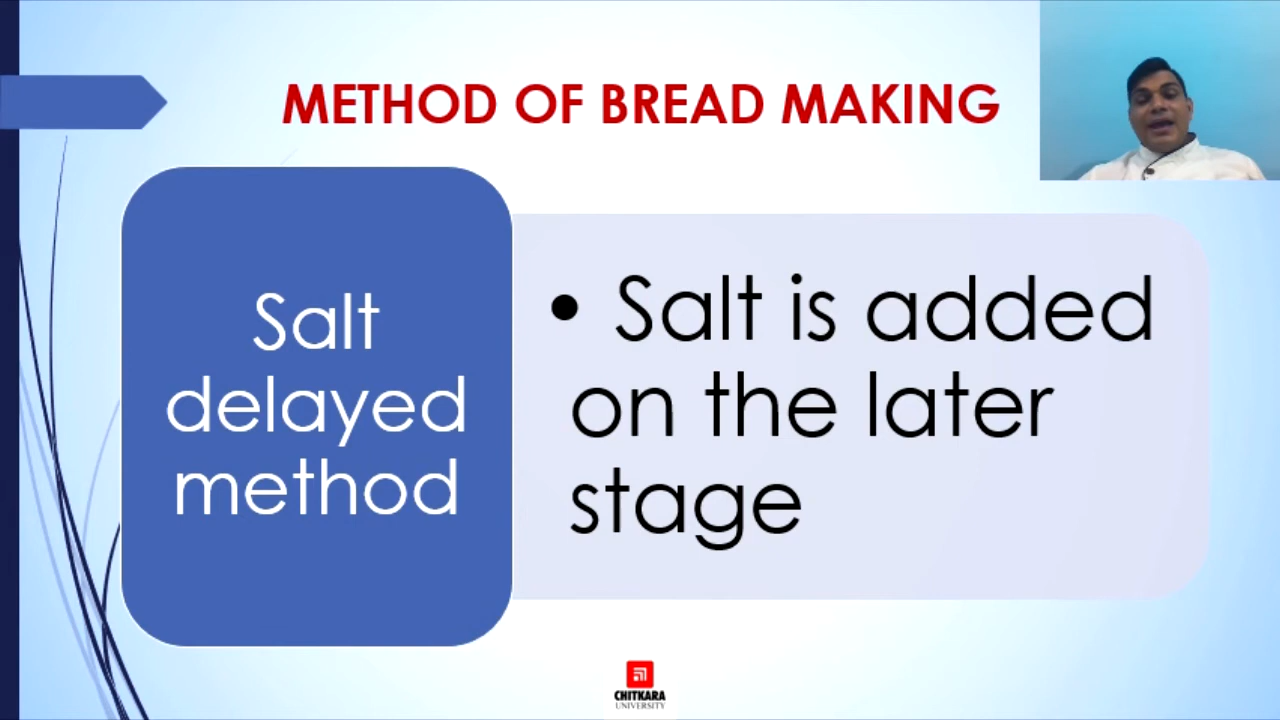 METHOD OF BREAD MAKING
Salt
delayed
method
• Salt is added
on the later
stage
CHITKARA
UNIVERSITY